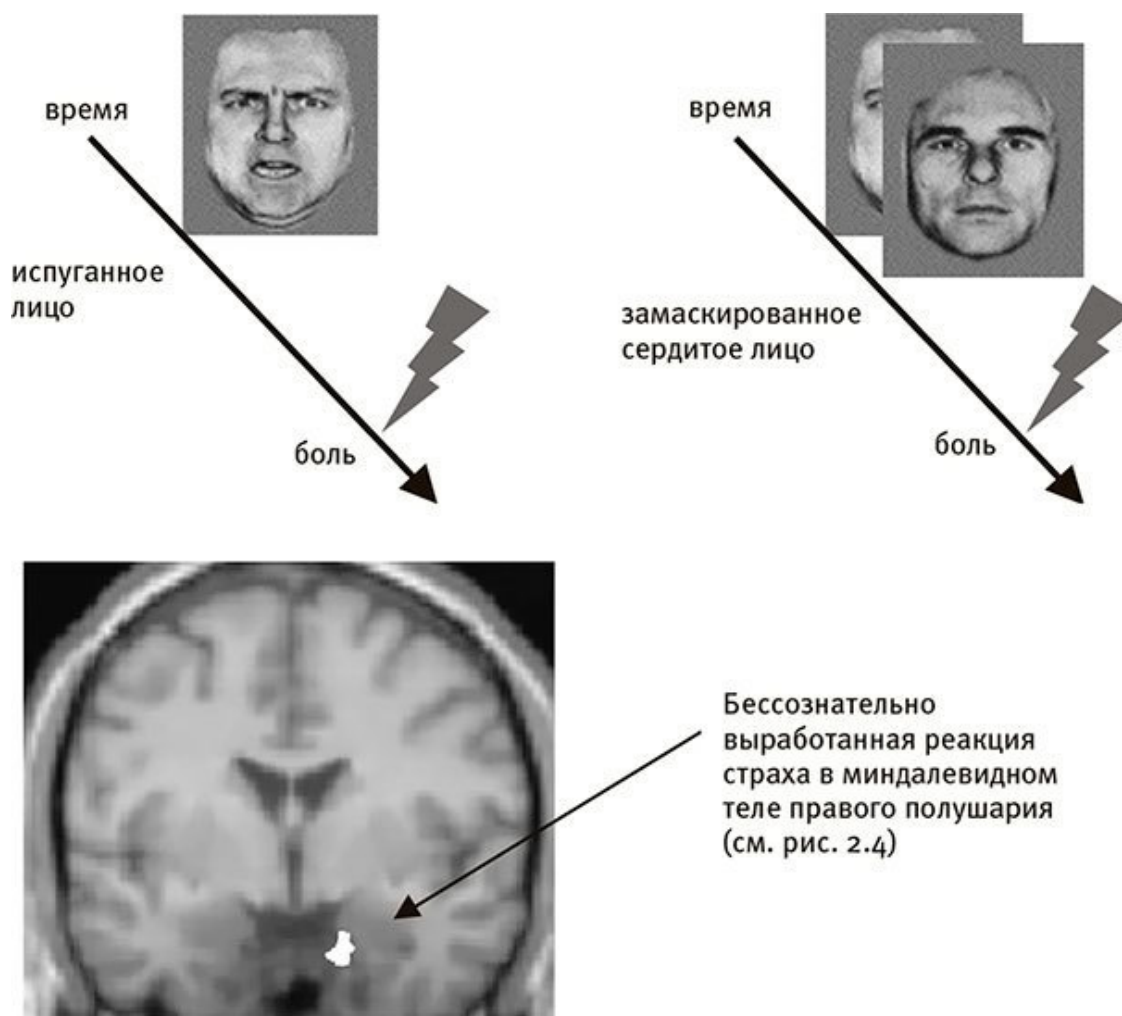 время
испуганное
лицо
боль
время
замаскированное
сердитое лицо
боль
Бессознательно
выработанная реакция
страха в миндалевидном
теле правого полушария
(см. рис. 2.4)